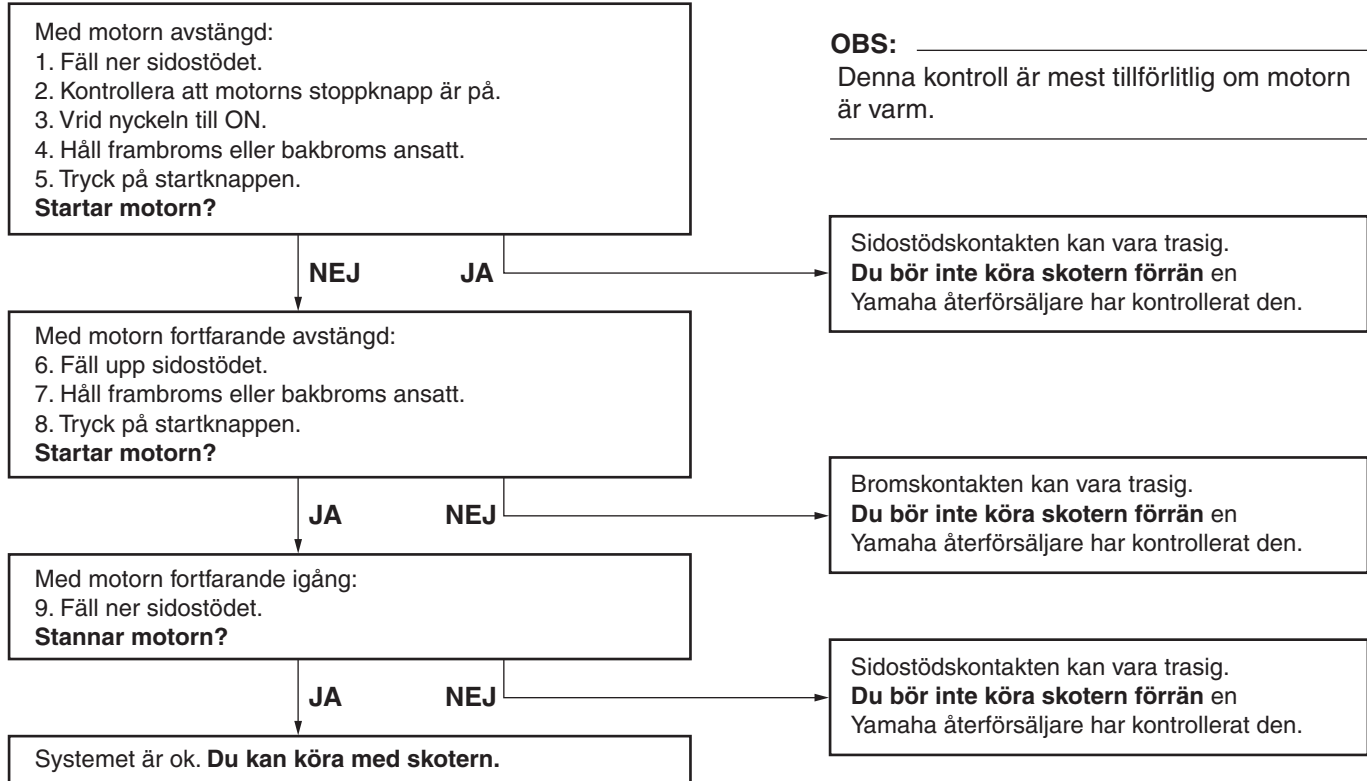 Med motorn avstängd:
1. Fäll ner sidostödet.
2. Kontrollera att motorns stoppknapp är på.
3. Vrid nyckeln till ON.
4. Håll frambroms eller bakbroms ansatt.
5. Tryck på startknappen.
Startar motorn?
OBS:
Denna kontroll är mest tillförlitlig om motorn
är varm.
NEJ JA
Sidostödskontakten kan vara trasig.
Du bör inte köra skotern förrän en
Yamaha återförsäljare har kontrollerat den.
Med motorn fortfarande avstängd:
6. Fäll upp sidostödet.
7. Håll frambroms eller bakbroms ansatt.
8. Tryck på startknappen.
Startar motorn?
JA NEJ
Bromskontakten kan vara trasig.
Du bör inte köra skotern förrän en
Yamaha återförsäljare har kontrollerat den.
Med motorn fortfarande igång:
9. Fäll ner sidostödet.
Stannar motorn?
JA NEJ
Sidostödskontakten kan vara trasig.
Du bör inte köra skotern förrän en
Yamaha återförsäljare har kontrollerat den.
Systemet är ok. Du kan köra med skotern.